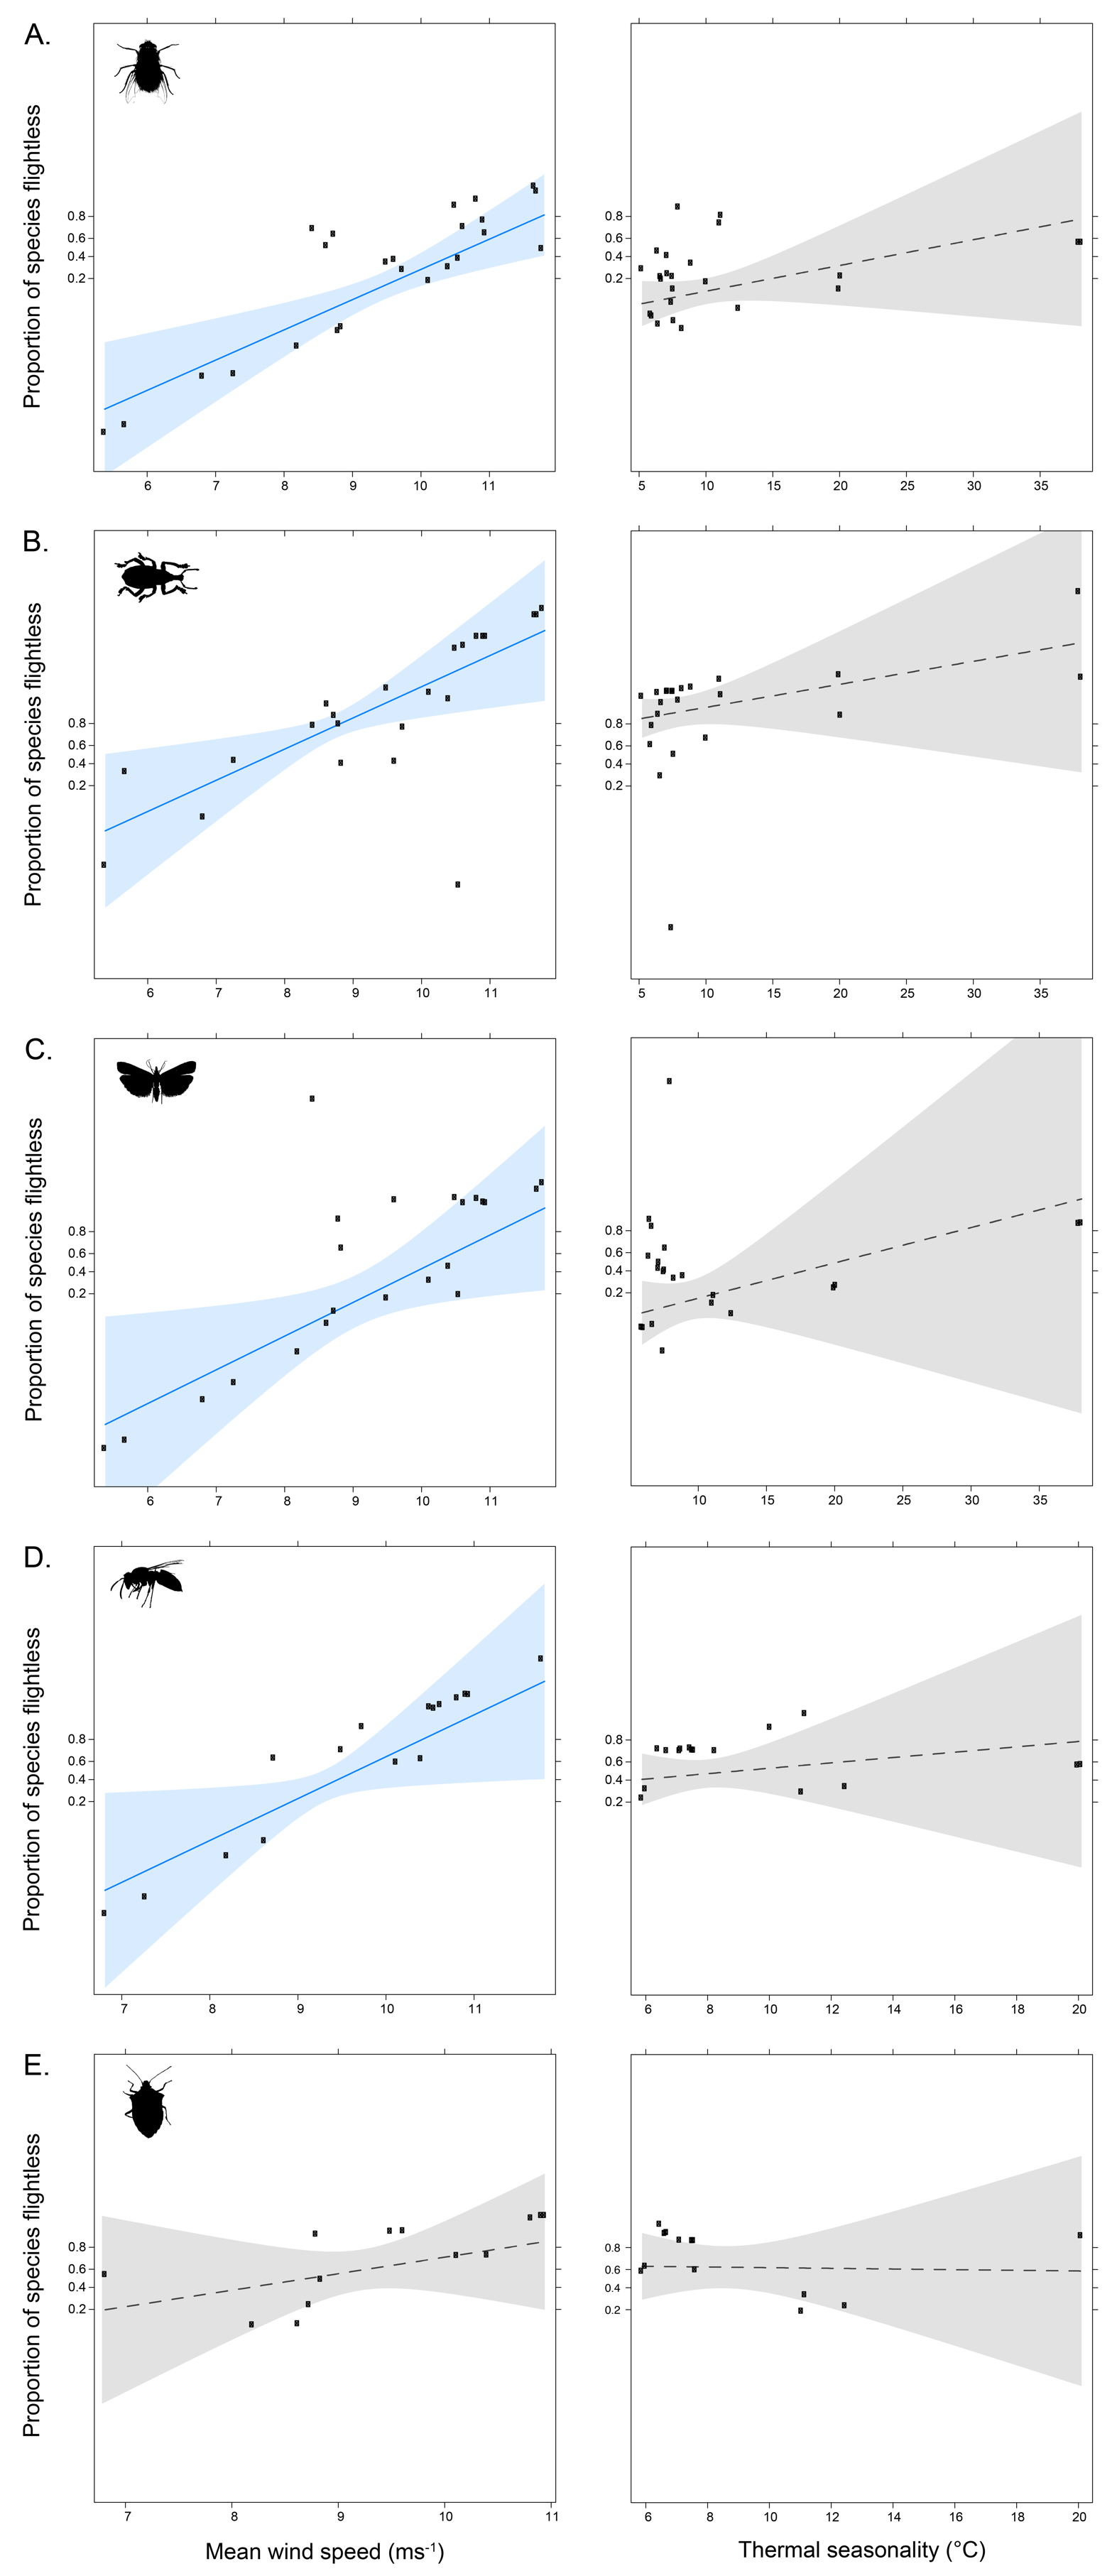 A.
Proportion of species flightless
0.8
0.6
0.4
0.2
6 7 8 9 10 11
0.8
0.6
0.4
0.2
5 10 15 20 25 30 35
B.
Proportion of species flightless
0.8
0.6
0.4
0.2
6 7 8 9 10 11
0.8
0.6
0.4
0.2
5 10 15 20 25 30 35
C.
Proportion of species flightless
0.8
0.6
0.4
0.2
6 7 8 9 10 11
0.8
0.6
0.4
0.2
10 15 20 25 30 35
D.
Proportion of species flightless
0.8
0.6
0.4
0.2
7 8 9 10 11
0.8
0.6
0.4
0.2
6 8 10 12 14 16 18 20
E.
Proportion of species flightless
0.8
0.6
0.4
0.2
7 8 9 10 11
0.8
0.6
0.4
0.2
6 8 10 12 14 16 18 20
Mean wind speed (ms⁻¹)
Thermal seasonality (°C)